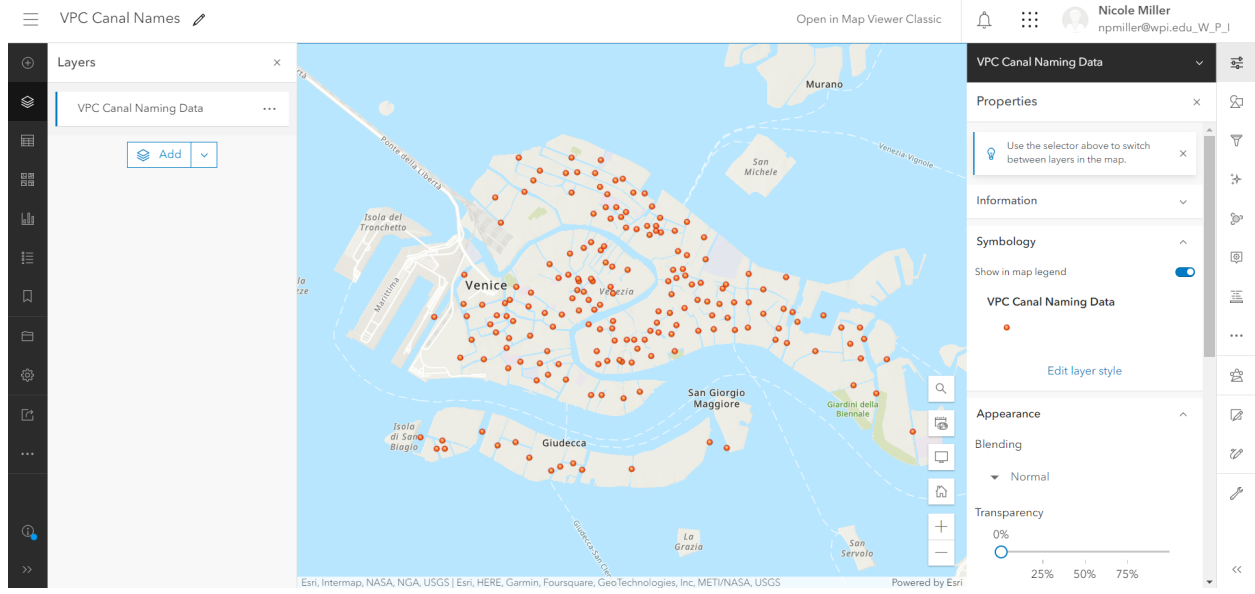 VPC Canal Names
Open in Map Viewer Classic
Nicole Miller
npmiller@wpi.edu_W_P_I
Layers
VPC Canal Naming Data
Add
Murano
Ponte della Libertà
Venezia-Vignole
San
Michele
Isola del
Tronchetto
Marittima
Venice
Venezia
San Giorgio
Maggiore
Giardini della
Biennale
Isola
di San
Biagio
Giudecca
La
Grazia
San
Servolo
Esri, Intermap, NASA, NGA, USGS | Esri, HERE, Garmin, Foursquare, GeoTechnologies, Inc, METI/NASA, USGS
Powered by Esri
VPC Canal Naming Data
Properties
Use the selector above to switch
between layers in the map.
Information
Symbology
Show in map legend
VPC Canal Naming Data
Edit layer style
Appearance
Blending
Normal
Transparency
0%
25% 50% 75%